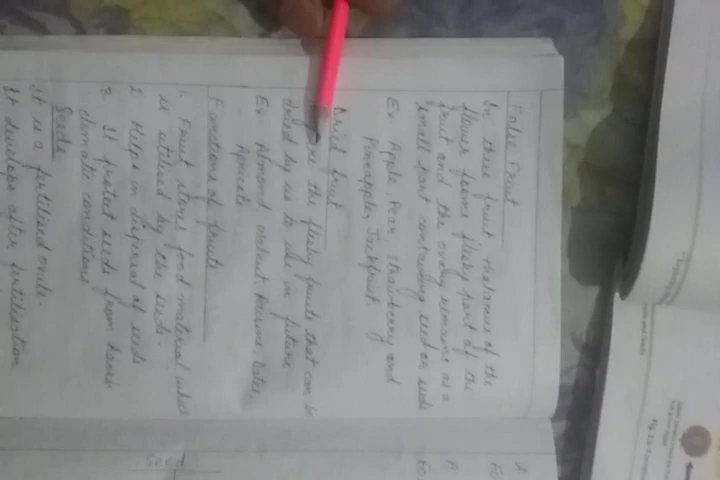 False Fruit
In these fruit thelamus of the
flower forms fleshy part of the
fruit and the ovary remains as a
small part containing seed or seeds
Ex Apple, Pear, strawberry and
Pineapple, Jackfruit.
Dried fruit
the fleshy fruits that can be
dried by us to use in future.
Ex Almond, walnut, Raisins, Dates,
Apricots
Functions of fruits
1. Fruit stores food material which
is utilised by the seeds.
2. Helps in dispersal of seeds
3. It protect seeds from harsh
climatic conditions
Seeds
It is a fertilised ovule.
It develops after fertilisation